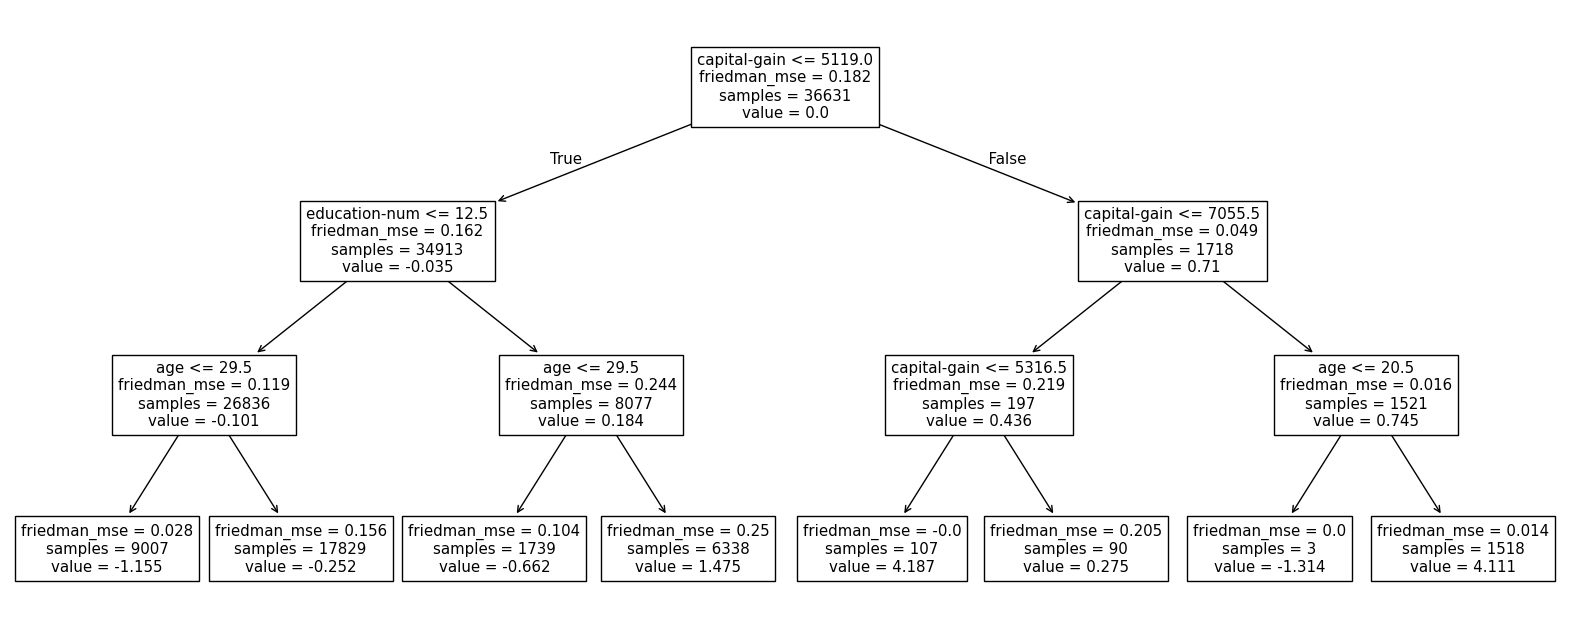 capital-gain <= 5119.0
friedman_mse = 0.182
samples = 36631
value = 0.0
True
False
education-num <= 12.5
friedman_mse = 0.162
samples = 34913
value = -0.035
capital-gain <= 7055.5
friedman_mse = 0.049
samples = 1718
value = 0.71
age <= 29.5
friedman_mse = 0.119
samples = 26836
value = -0.101
age <= 29.5
friedman_mse = 0.244
samples = 8077
value = 0.184
capital-gain <= 5316.5
friedman_mse = 0.219
samples = 197
value = 0.436
age <= 20.5
friedman_mse = 0.016
samples = 1521
value = 0.745
friedman_mse = 0.028
samples = 9007
value = -1.155
friedman_mse = 0.156
samples = 17829
value = -0.252
friedman_mse = 0.104
samples = 1739
value = -0.662
friedman_mse = 0.25
samples = 6338
value = 1.475
friedman_mse = -0.0
samples = 107
value = 4.187
friedman_mse = 0.205
samples = 90
value = 0.275
friedman_mse = 0.0
samples = 3
value = -1.314
friedman_mse = 0.014
samples = 1518
value = 4.111